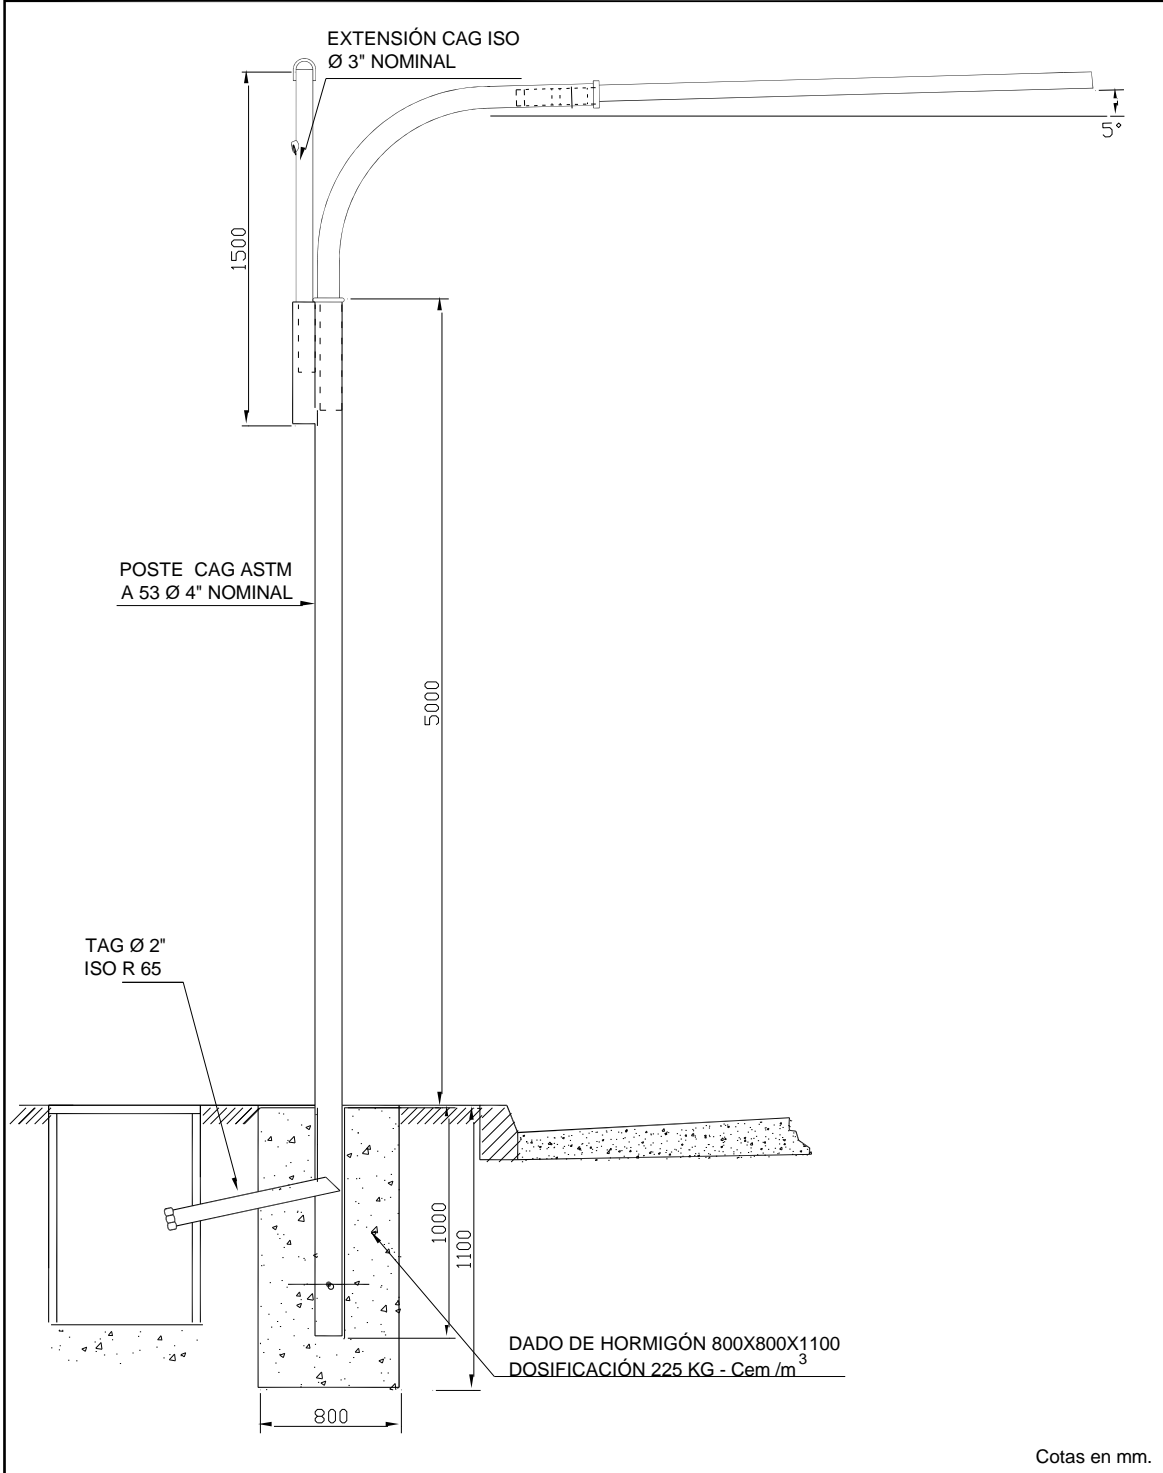 EXTENSIÓN CAG ISO
Ø 3" NOMINAL
5°
1500
POSTE CAG ASTM
A 53 Ø 4" NOMINAL
5000
TAG Ø 2"
ISO R 65
1000
1100
DADO DE HORMIGÓN 800X800X1100
DOSIFICACIÓN 225 KG - Cem /m³
800
Cotas en mm.